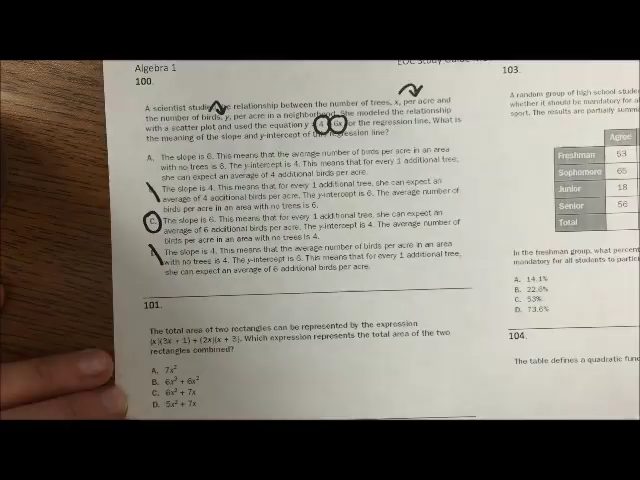 Algebra 1
EOC Study Guide
100.
A scientist studied the relationship between the number of trees, x, per acre and
the number of birds, y, per acre in a neighborhood. She modeled the relationship
with a scatter plot and used the equation y = 4 + 6x for the regression line. What is
the meaning of the slope and y-intercept of the regression line?
A. The slope is 6. This means that the average number of birds per acre in an area
with no trees is 6. The y-intercept is 4. This means that for every 1 additional tree,
she can expect an average of 4 additional birds per acre.
The slope is 4. This means that for every 1 additional tree, she can expect an
average of 4 additional birds per acre. The y-intercept is 6. The average number of
birds per acre in an area with no trees is 6.
C. The slope is 6. This means that for every 1 additional tree, she can expect an
average of 6 additional birds per acre. The y-intercept is 4. The average number of
birds per acre in an area with no trees is 4.
The slope is 4. This means that the average number of birds per acre in an area
with no trees is 4. The y-intercept is 6. This means that for every 1 additional tree,
she can expect an average of 6 additional birds per acre.
101.
The total area of two rectangles can be represented by the expression
(x)(3x + 1) + (2x)(x + 3). Which expression represents the total area of the two
rectangles combined?
A. 7x²
B. 6x³ + 6x²
C. 6x² + 7x
D. 5x² + 7x
103.
A random group of high school stude
whether it should be mandatory for al
sport. The results are partially summa
Agree
Freshman 53
Sophomore 65
Junior 18
Senior 56
Total
In the freshman group, what percent
mandatory for all students to partici
A. 14.1%
B. 22.6%
C. 53%
D. 73.6%
104.
The table defines a quadratic func